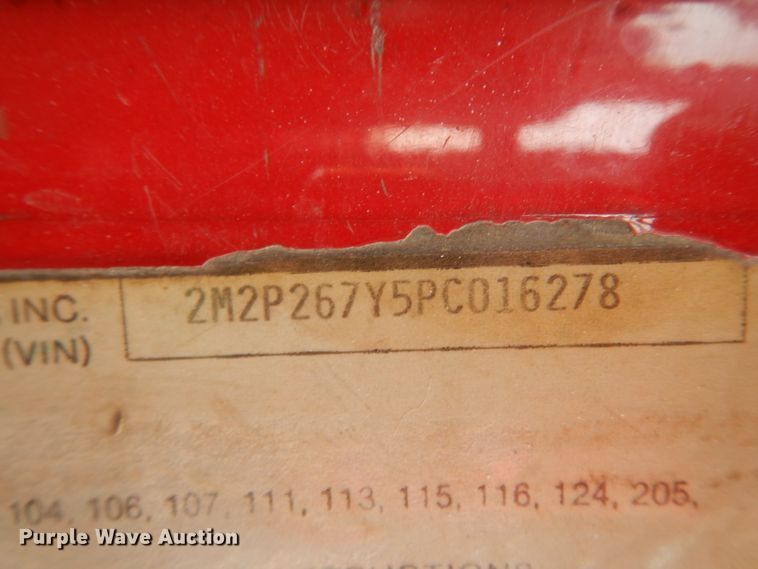 INC. 2M2P267Y5PC016278
(VIN)
104, 106, 107, 111, 113, 115, 116, 124, 205,
Purple Wave Auction